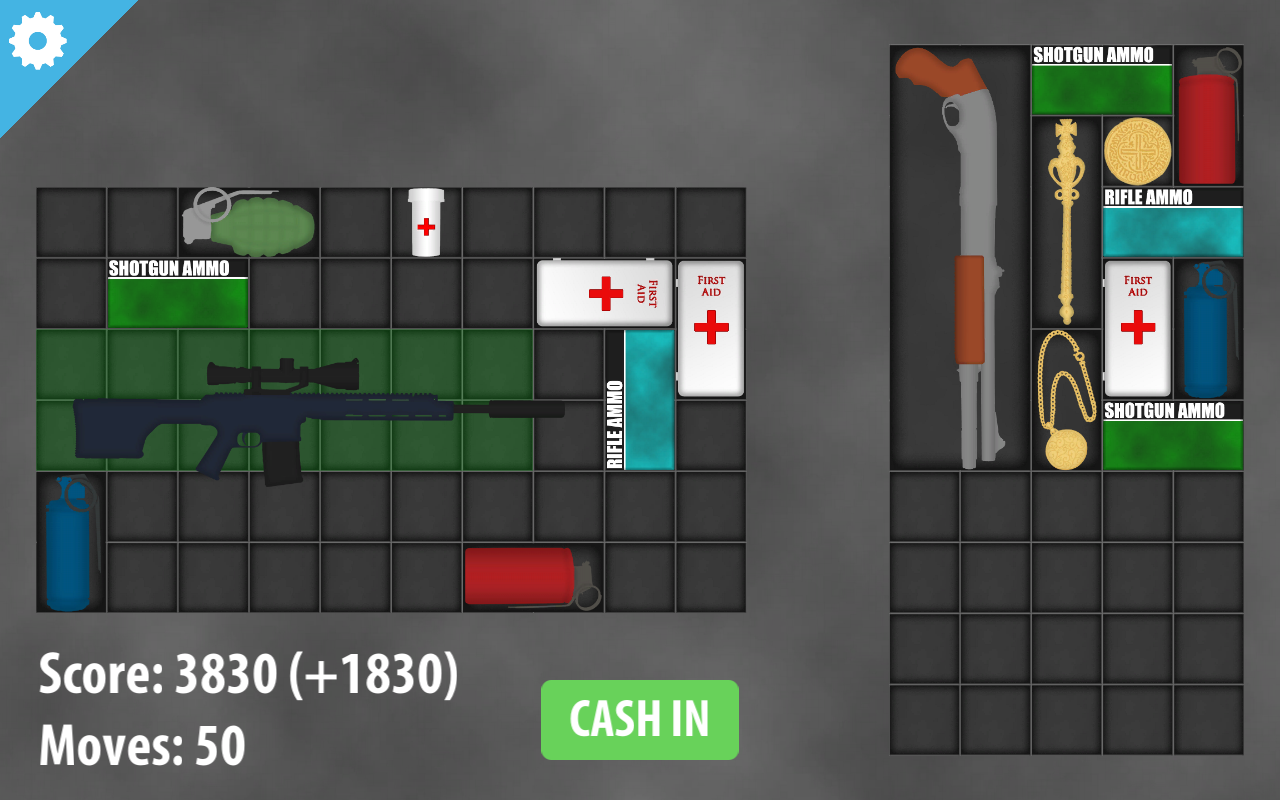 SHOTGUN AMMO
RIFLE AMMO
FIRST
AID
SHOTGUN AMMO
SHOTGUN AMMO
FIRST
AID
FIRST
AID
RIFLE AMMO
Score: 3830 (+1830)
Moves: 50
CASH IN